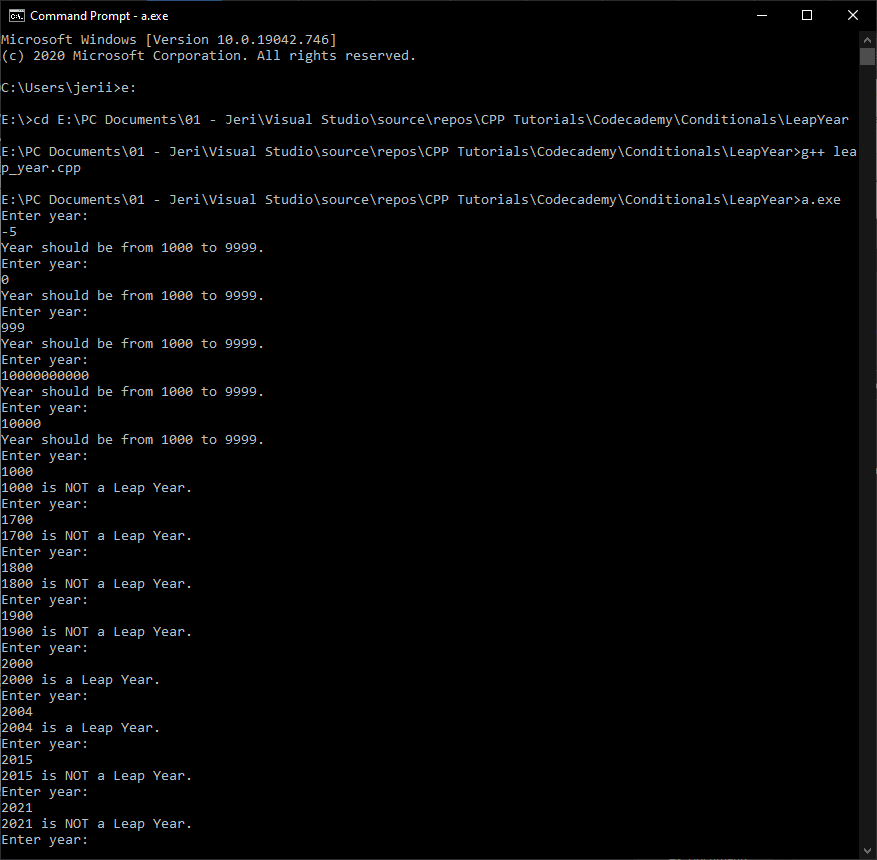 Command Prompt - a.exe
Microsoft Windows [Version 10.0.19042.746]
(c) 2020 Microsoft Corporation. All rights reserved.
C:\Users\jerii>e:
E:\>cd E:\PC Documents\01 - Jeri\Visual Studio\source\repos\CPP Tutorials\Codecademy\Conditionals\LeapYear
E:\PC Documents\01 - Jeri\Visual Studio\source\repos\CPP Tutorials\Codecademy\Conditionals\LeapYear>g++ lea
p_year.cpp
E:\PC Documents\01 - Jeri\Visual Studio\source\repos\CPP Tutorials\Codecademy\Conditionals\LeapYear>a.exe
Enter year:
-5
Year should be from 1000 to 9999.
Enter year:
0
Year should be from 1000 to 9999.
Enter year:
999
Year should be from 1000 to 9999.
Enter year:
10000000000
Year should be from 1000 to 9999.
Enter year:
10000
Year should be from 1000 to 9999.
Enter year:
1000
1000 is NOT a Leap Year.
Enter year:
1700
1700 is NOT a Leap Year.
Enter year:
1800
1800 is NOT a Leap Year.
Enter year:
1900
1900 is NOT a Leap Year.
Enter year:
2000
2000 is a Leap Year.
Enter year:
2004
2004 is a Leap Year.
Enter year:
2015
2015 is NOT a Leap Year.
Enter year:
2021
2021 is NOT a Leap Year.
Enter year: